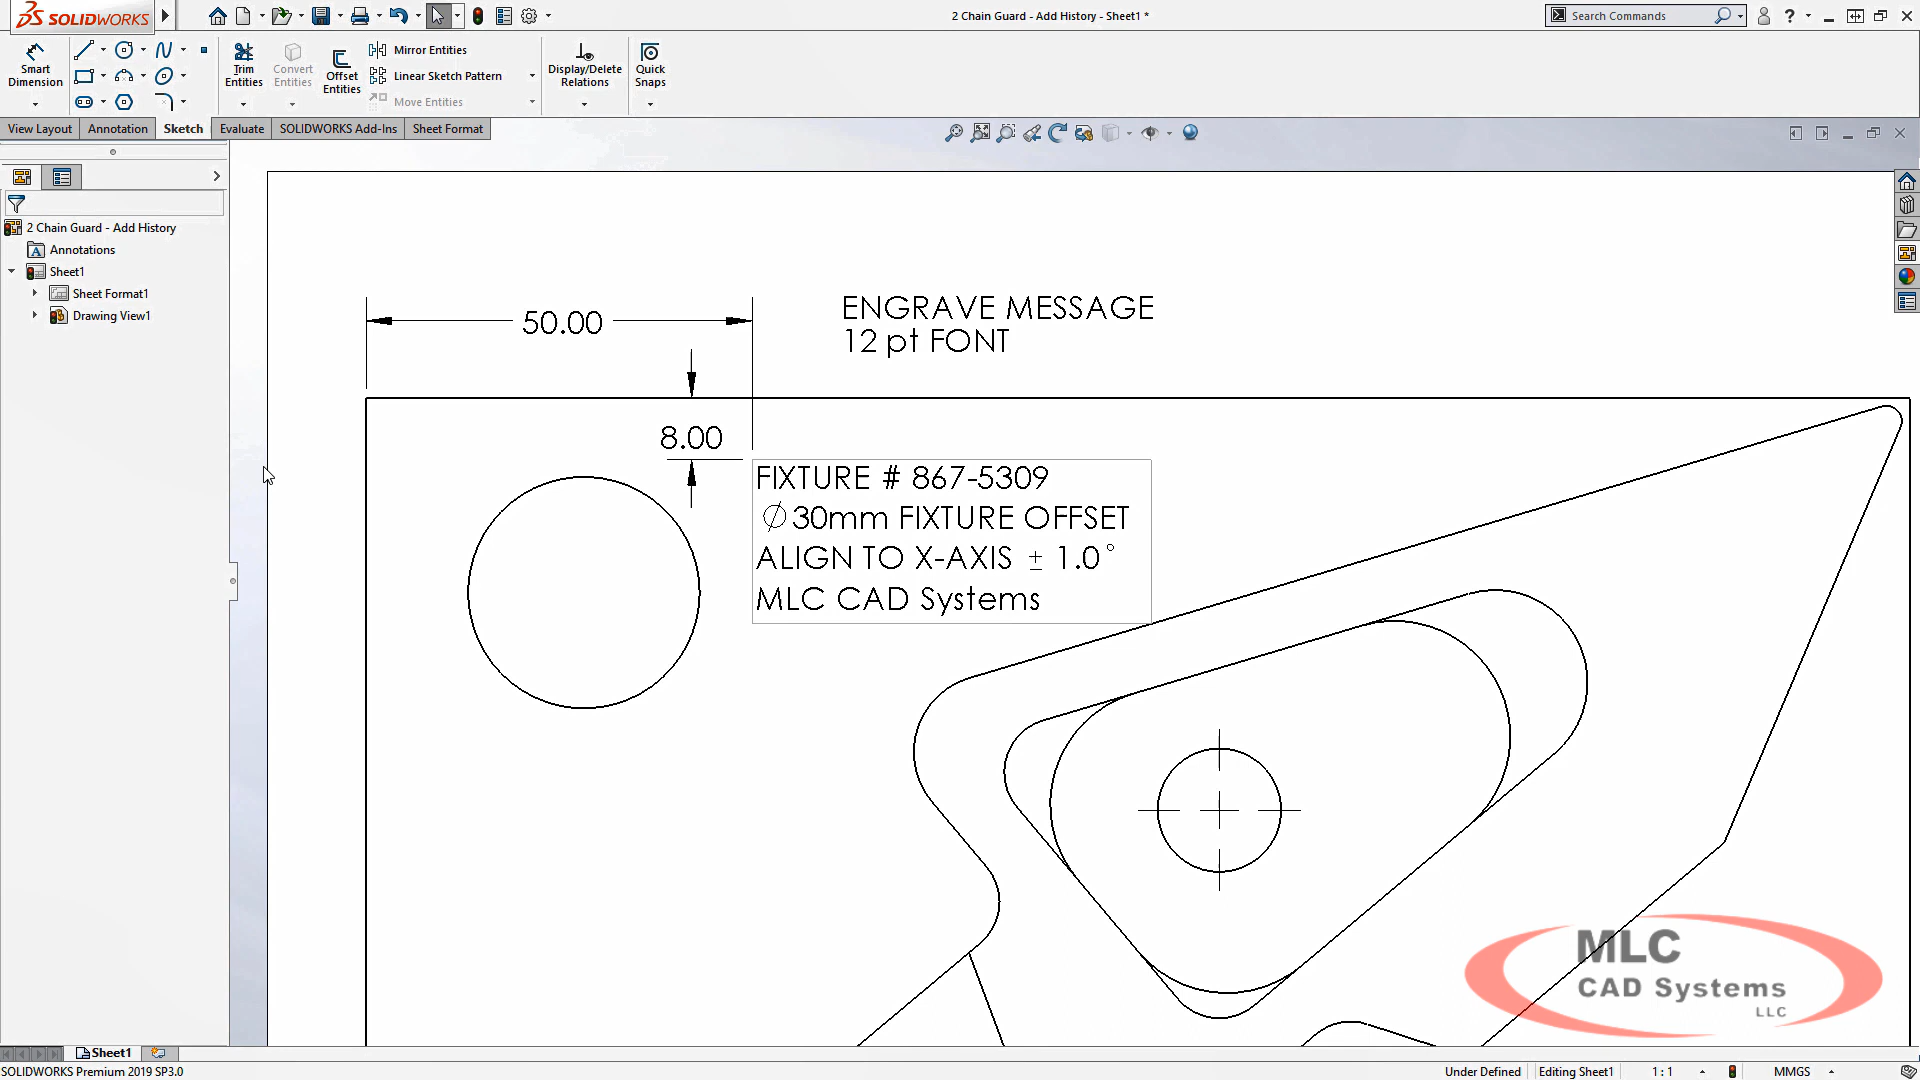 SOLIDWORKS
2 Chain Guard - Add History - Sheet1 *
Search Commands
?
Smart Dimension
Trim Entities
Convert Entities
Offset Entities
Mirror Entities
Linear Sketch Pattern
Move Entities
Display/Delete Relations
Quick Snaps
View Layout
Annotation
Sketch
Evaluate
SOLIDWORKS Add-Ins
Sheet Format
2 Chain Guard - Add History
Annotations
Sheet1
Sheet Format1
Drawing View1
50.00
ENGRAVE MESSAGE
12 pt FONT
8.00
FIXTURE # 867-5309
∅30mm FIXTURE OFFSET
ALIGN TO X-AXIS ± 1.0°
MLC CAD Systems
MLC
CAD Systems
LLC
Sheet1
SOLIDWORKS Premium 2019 SP3.0
Under Defined
Editing Sheet1
1 : 1
MMGS